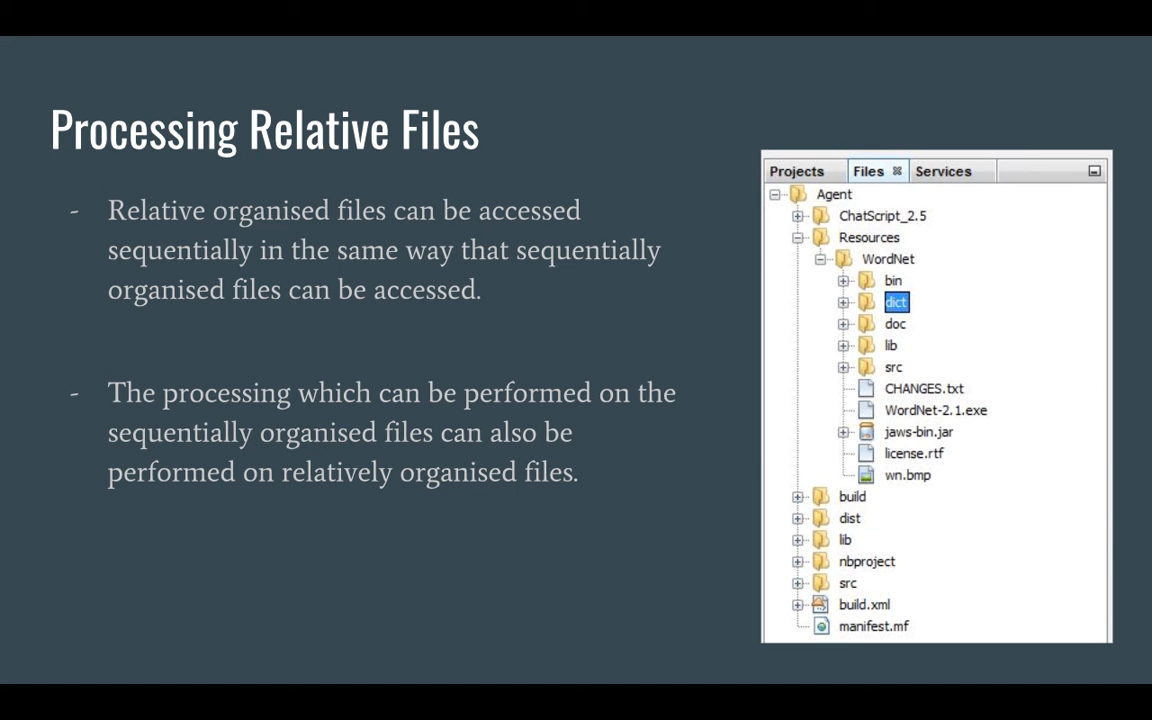 Processing Relative Files
- Relative organised files can be accessed
sequentially in the same way that sequentially
organised files can be accessed.
- The processing which can be performed on the
sequentially organised files can also be
performed on relatively organised files.
Projects Files Services
Agent
ChatScript_2.5
Resources
WordNet
bin
dict
doc
lib
src
CHANGES.txt
WordNet-2.1.exe
jaws-bin.jar
license.rtf
wn.bmp
build
dist
lib
nbproject
src
build.xml
manifest.mf